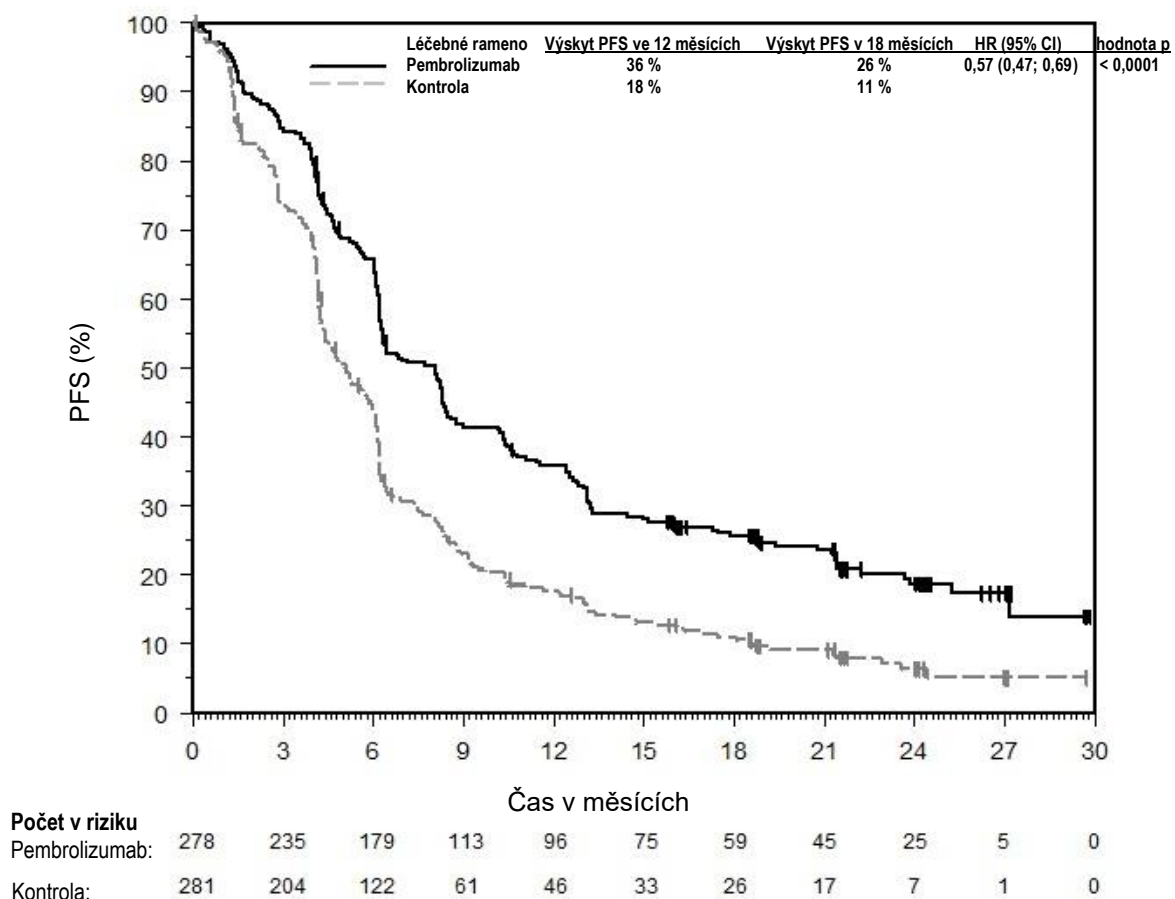 Léčebné rameno Výskyt PFS ve 12 měsících Výskyt PFS v 18 měsících HR (95% CI) hodnota p
Pembrolizumab 36 % 26 % 0,57 (0,47; 0,69) < 0,0001
Kontrola 18 % 11 %
100
90
80
70
60
50
40
30
20
10
0
PFS (%)
0 3 6 9 12 15 18 21 24 27 30
Čas v měsících
Počet v riziku
Pembrolizumab: 278 235 179 113 96 75 59 45 25 5 0
Kontrola: 281 204 122 61 46 33 26 17 7 1 0